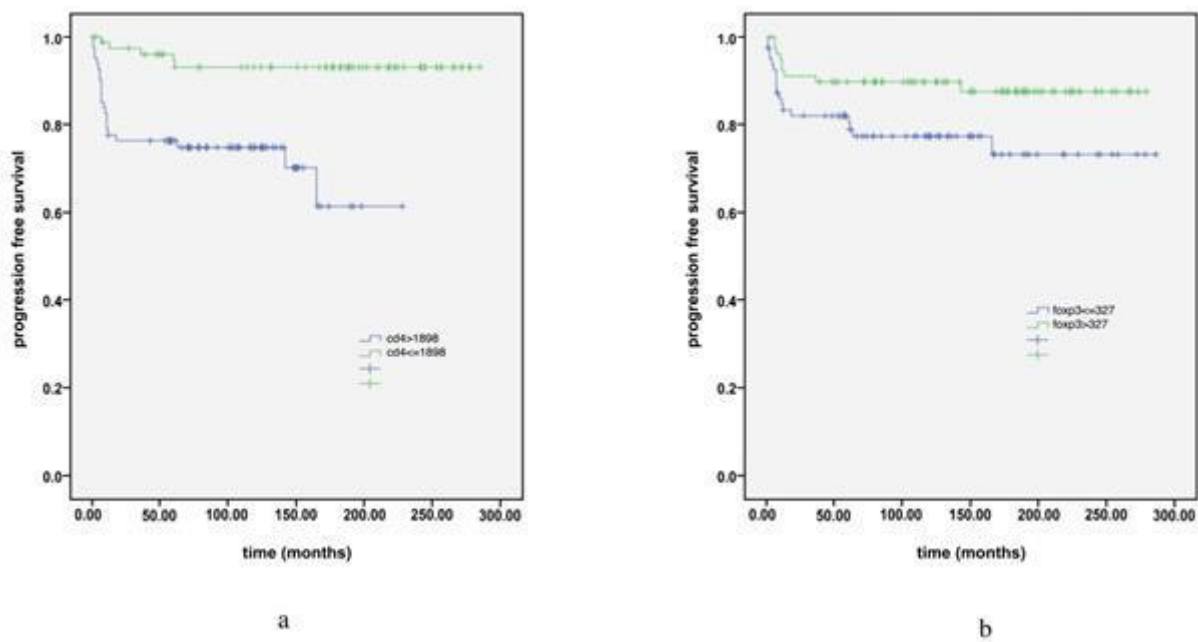 1.0
0.8
0.6
0.4
0.2
0.0
progression free survival
cd4>1898
cd4<=1898
0.00 50.00 100.00 150.00 200.00 250.00 300.00
time (months)
a
1.0
0.8
0.6
0.4
0.2
0.0
progression free survival
foxp3<=327
foxp3>327
0.00 50.00 100.00 150.00 200.00 250.00 300.00
time (months)
b